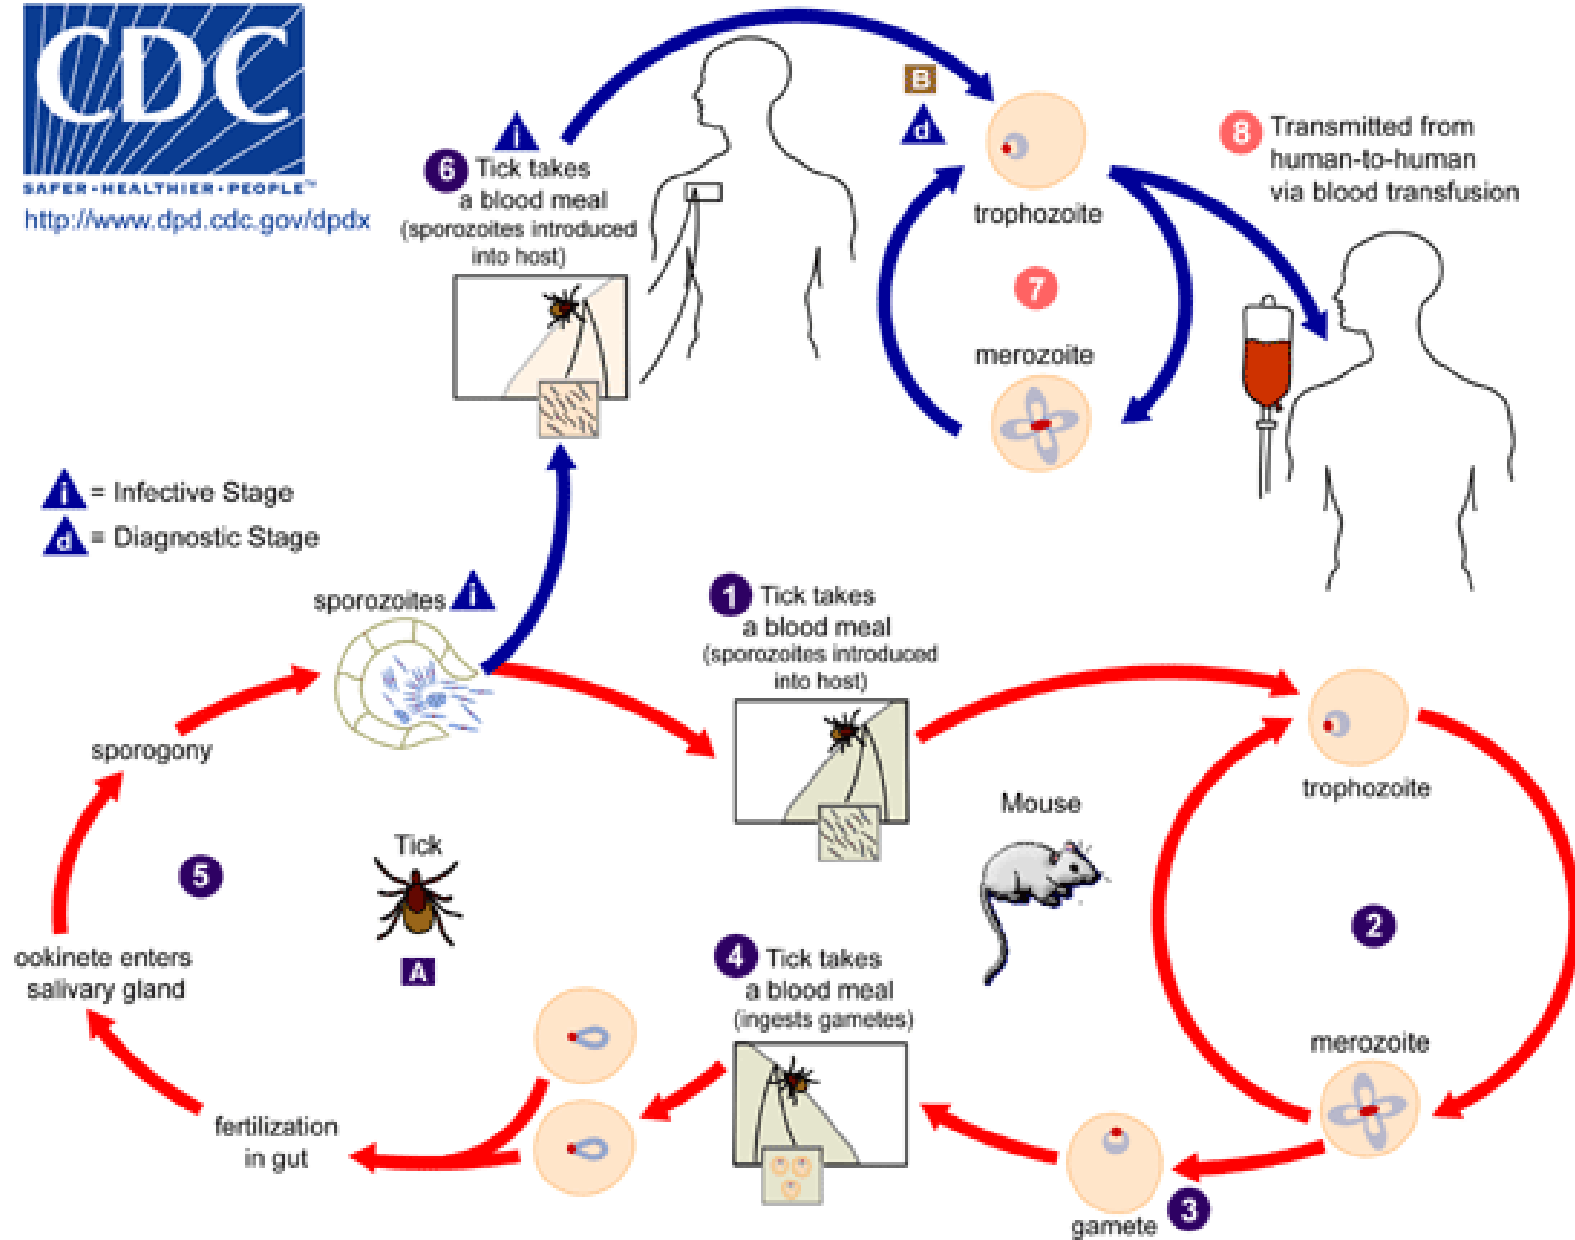 CDC
SAFER•HEALTHIER•PEOPLE™
http://www.dpd.cdc.gov/dpdx
i
6 Tick takes
a blood meal
(sporozoites introduced
into host)
B
d
trophozoite
7
merozoite
8 Transmitted from
human-to-human
via blood transfusion
i = Infective Stage
d = Diagnostic Stage
sporozoites i
1 Tick takes
a blood meal
(sporozoites introduced
into host)
trophozoite
Mouse
2
merozoite
gamete 3
4 Tick takes
a blood meal
(ingests gametes)
fertilization
in gut
ookinete enters
salivary gland
5
sporogony
Tick
A